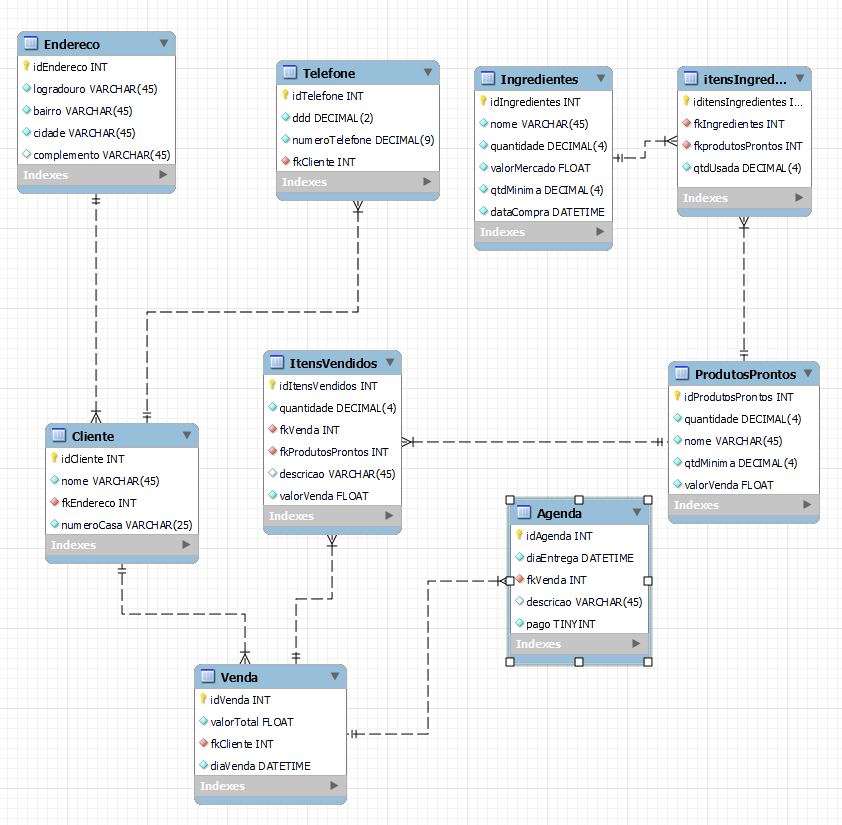 Endereco
idEndereco INT
logradouro VARCHAR(45)
bairro VARCHAR(45)
cidade VARCHAR(45)
complemento VARCHAR(45)
Indexes
Telefone
idTelefone INT
ddd DECIMAL(2)
numeroTelefone DECIMAL(9)
fkCliente INT
Indexes
Ingredientes
idIngredientes INT
nome VARCHAR(45)
quantidade DECIMAL(4)
valorMercado FLOAT
qtdMinima DECIMAL(4)
dataCompra DATETIME
Indexes
itensIngred...
iditensIngredientes I...
fkIngredientes INT
fkprodutosProntos INT
qtdUsada DECIMAL(4)
Indexes
ItensVendidos
idItensVendidos INT
quantidade DECIMAL(4)
fkVenda INT
fkProdutosProntos INT
descricao VARCHAR(45)
valorVenda FLOAT
Indexes
ProdutosProntos
idProdutosProntos INT
quantidade DECIMAL(4)
nome VARCHAR(45)
qtdMinima DECIMAL(4)
valorVenda FLOAT
Indexes
Cliente
idCliente INT
nome VARCHAR(45)
fkEndereco INT
numeroCasa VARCHAR(25)
Indexes
Agenda
idAgenda INT
diaEntrega DATETIME
fkVenda INT
descricao VARCHAR(45)
pago TINYINT
Indexes
Venda
idVenda INT
valorTotal FLOAT
fkCliente INT
diaVenda DATETIME
Indexes